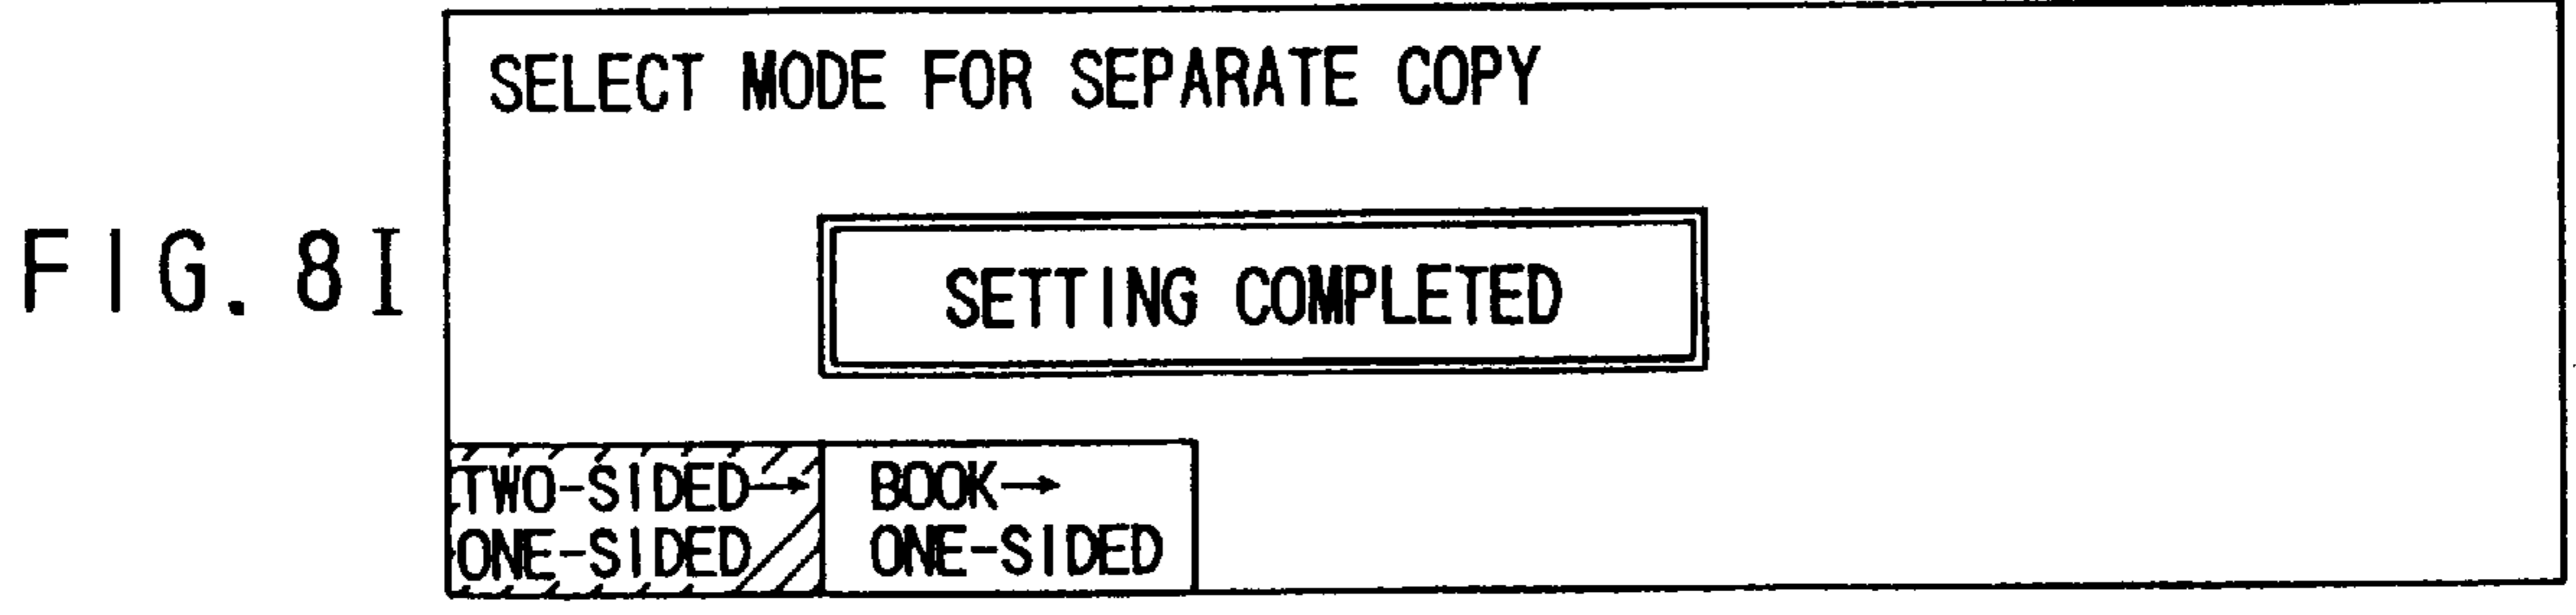 SELECT MODE FOR SEPARATE COPY
FIG. 8I
SETTING COMPLETED
TWO-SIDED→
ONE-SIDED
BOOK→
ONE-SIDED